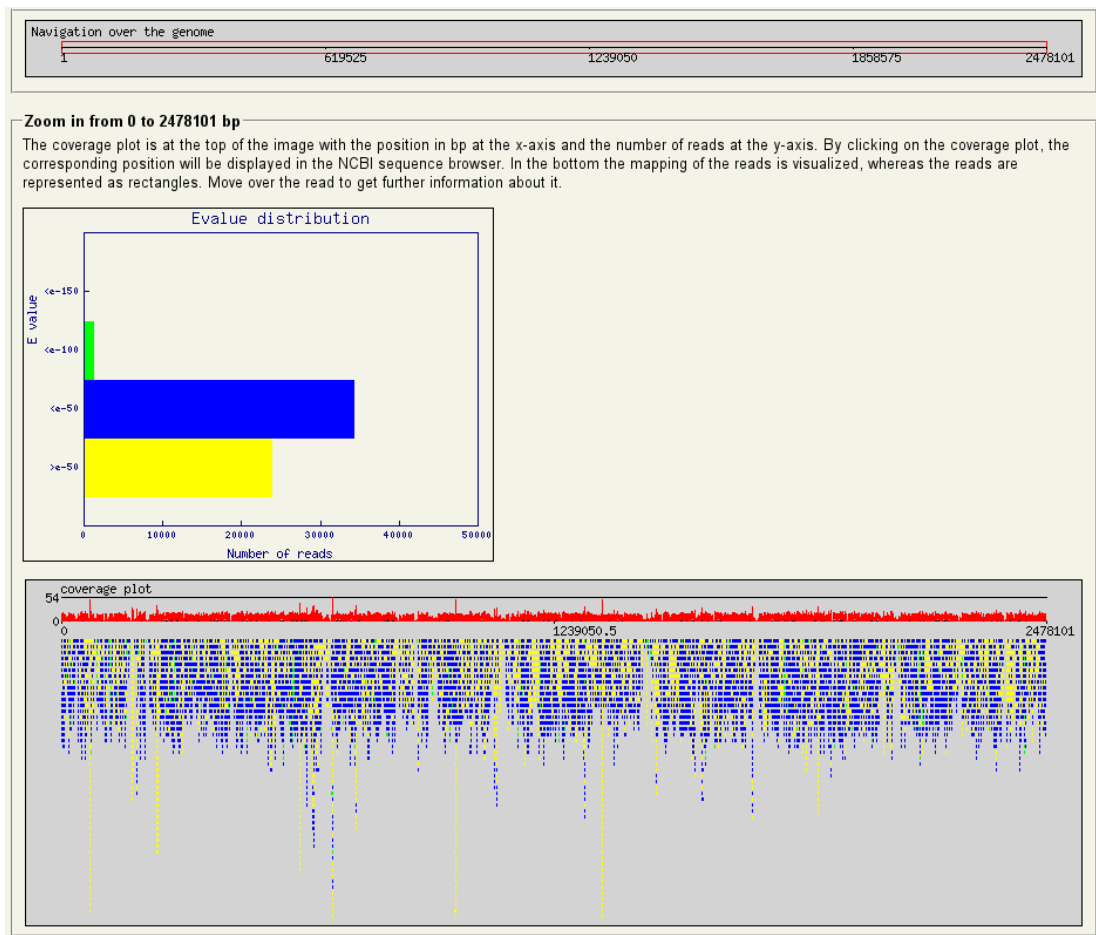 Navigation over the genome
1 619525 1239050 1858575 2478101
Zoom in from 0 to 2478101 bp
The coverage plot is at the top of the image with the position in bp at the x-axis and the number of reads at the y-axis. By clicking on the coverage plot, the
corresponding position will be displayed in the NCBI sequence browser. In the bottom the mapping of the reads is visualized, whereas the reads are
represented as rectangles. Move over the read to get further information about it.
Evalue distribution
E value
<e-150
<e-100
<e-50
>e-50
0 10000 20000 30000 40000 50000
Number of reads
coverage plot
54
0
0 1239050.5 2478101